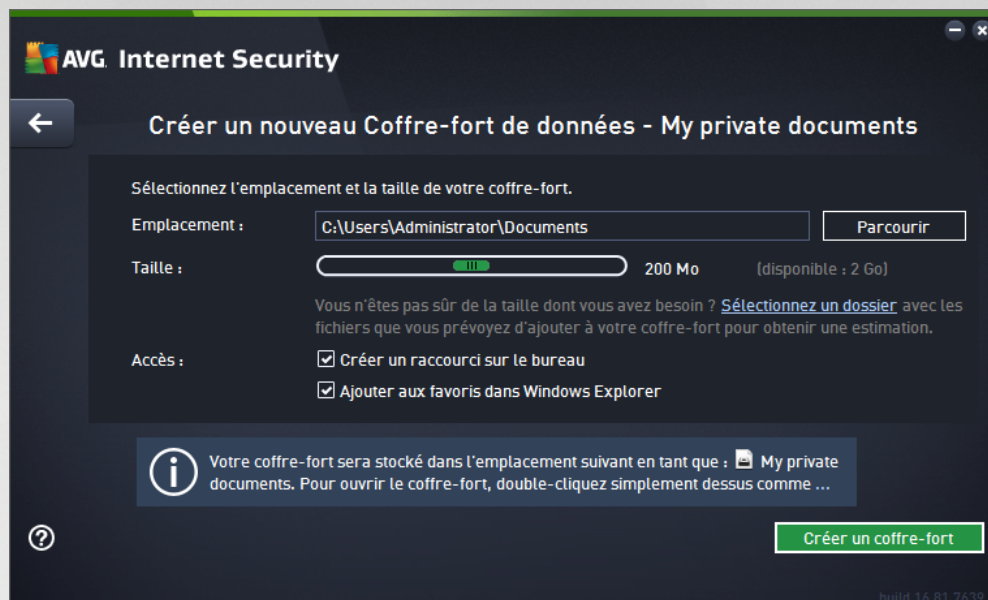 AVG. Internet Security
Créer un nouveau Coffre-fort de données - My private documents
Sélectionnez l'emplacement et la taille de votre coffre-fort.
Emplacement :
C:\Users\Administrator\Documents
Parcourir
Taille :
200 Mo
(disponible : 2 Go)
Vous n'êtes pas sûr de la taille dont vous avez besoin ? Sélectionnez un dossier avec les
fichiers que vous prévoyez d'ajouter à votre coffre-fort pour obtenir une estimation.
Accès :
Créer un raccourci sur le bureau
Ajouter aux favoris dans Windows Explorer
Votre coffre-fort sera stocké dans l'emplacement suivant en tant que : My private
documents. Pour ouvrir le coffre-fort, double-cliquez simplement dessus comme ...
Créer un coffre-fort
build 16.81.7639